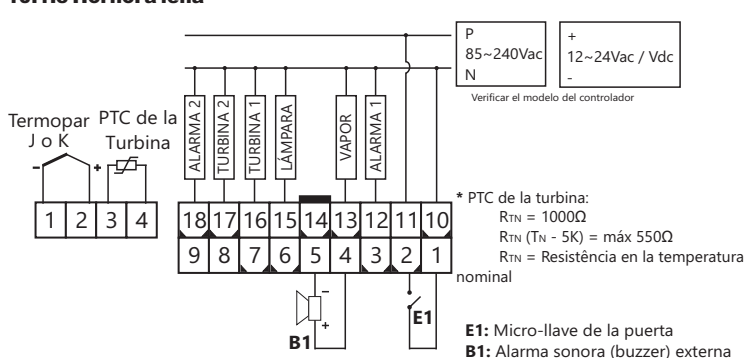 P
85~240Vac
N
+
12~24Vac / Vdc
-
Verificar el modelo del controlador
Termopar
J o K
PTC de la
Turbina
- +
ALARMA 2
TURBINA 2
TURBINA 1
LÁMPARA
VAPOR
ALARMA 1
1 2 3 4
18 17 16 15 14 13 12 11 10
9 8 7 6 5 4 3 2 1
* PTC de la turbina:
RTN = 1000Ω
RTN (TN - 5K) = máx 550Ω
RTN = Resistência en la temperatura
nominal
-
+
B1
E1
E1: Micro-llave de la puerta
B1: Alarma sonora (buzzer) externa